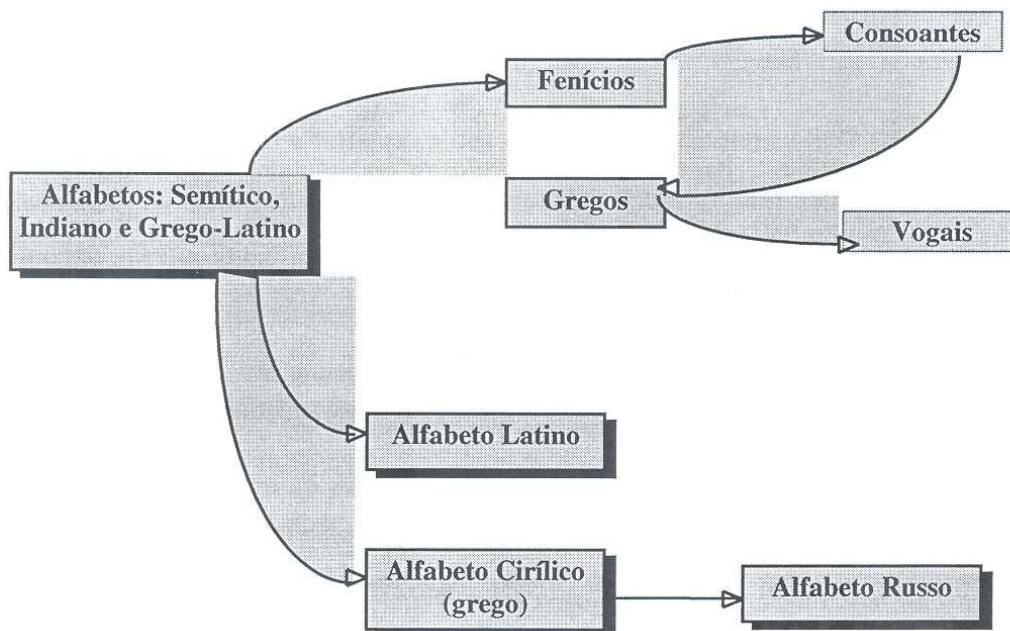 Consoantes
Fenícios
Alfabetos: Semítico,
Indiano e Grego-Latino
Gregos
Vogais
Alfabeto Latino
Alfabeto Cirílico
(grego)
Alfabeto Russo